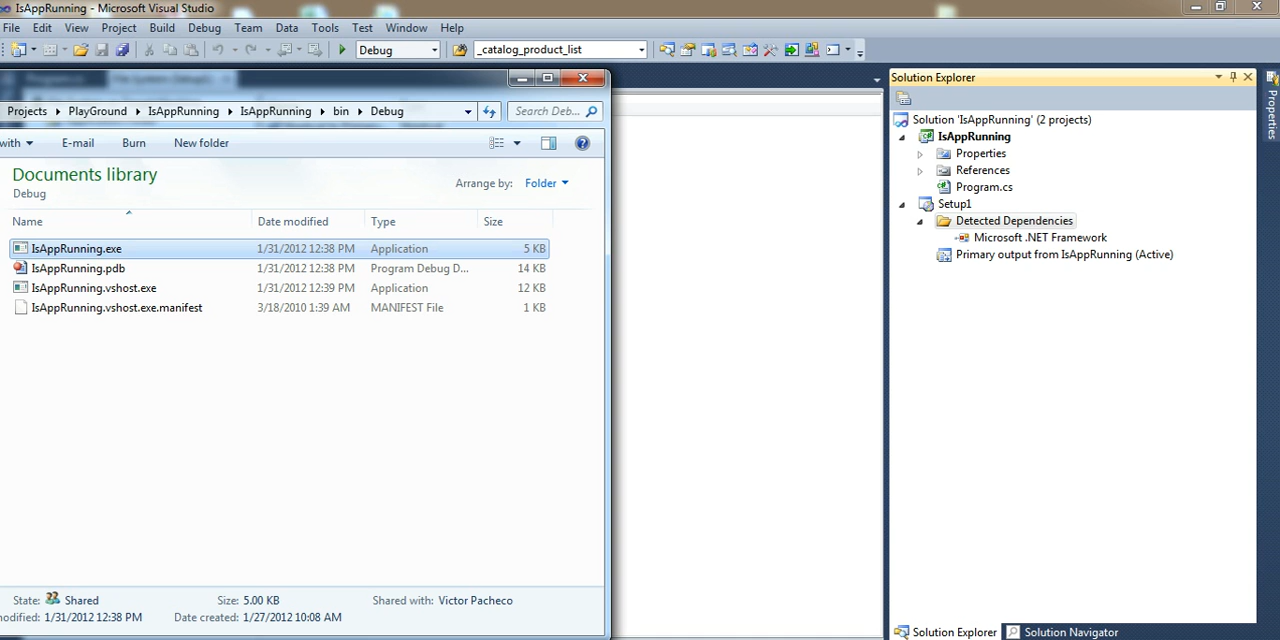 IsAppRunning - Microsoft Visual Studio
File Edit View Project Build Debug Team Data Tools Test Window Help
Debug _catalog_product_list
Projects PlayGround IsAppRunning IsAppRunning bin Debug Search Deb...
with E-mail Burn New folder
Documents library
Debug
Arrange by: Folder
Name Date modified Type Size
IsAppRunning.exe 1/31/2012 12:38 PM Application 5 KB
IsAppRunning.pdb 1/31/2012 12:38 PM Program Debug D... 14 KB
IsAppRunning.vshost.exe 1/31/2012 12:39 PM Application 12 KB
IsAppRunning.vshost.exe.manifest 3/18/2010 1:39 AM MANIFEST File 1 KB
State: Shared Size: 5.00 KB Shared with: Victor Pacheco
odified: 1/31/2012 12:38 PM Date created: 1/27/2012 10:08 AM
Solution Explorer
Solution 'IsAppRunning' (2 projects)
IsAppRunning
Properties
References
Program.cs
Setup1
Detected Dependencies
Microsoft .NET Framework
Primary output from IsAppRunning (Active)
Solution Explorer Solution Navigator
Properties